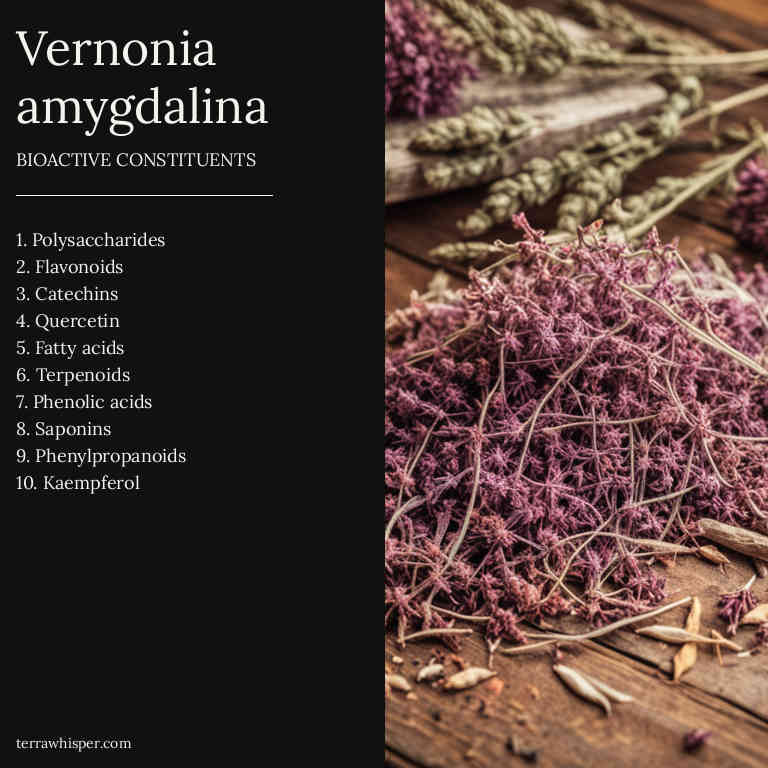 Vernonia
amygdalina
BIOACTIVE CONSTITUENTS
1. Polysaccharides
2. Flavonoids
3. Catechins
4. Quercetin
5. Fatty acids
6. Terpenoids
7. Phenolic acids
8. Saponins
9. Phenylpropanoids
10. Kaempferol
terrawhisper.com